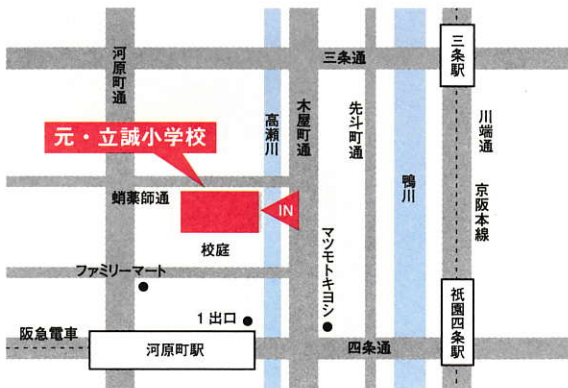 三条駅
三条通
河原町通
高瀬川
木屋町通
先斗町通
鴨川
川端通
京阪本線
元・立誠小学校
蛸薬師通
IN
校庭
ファミリーマート
マツモトキヨシ
1出口
阪急電車
河原町駅
四条通
祇園四条駅